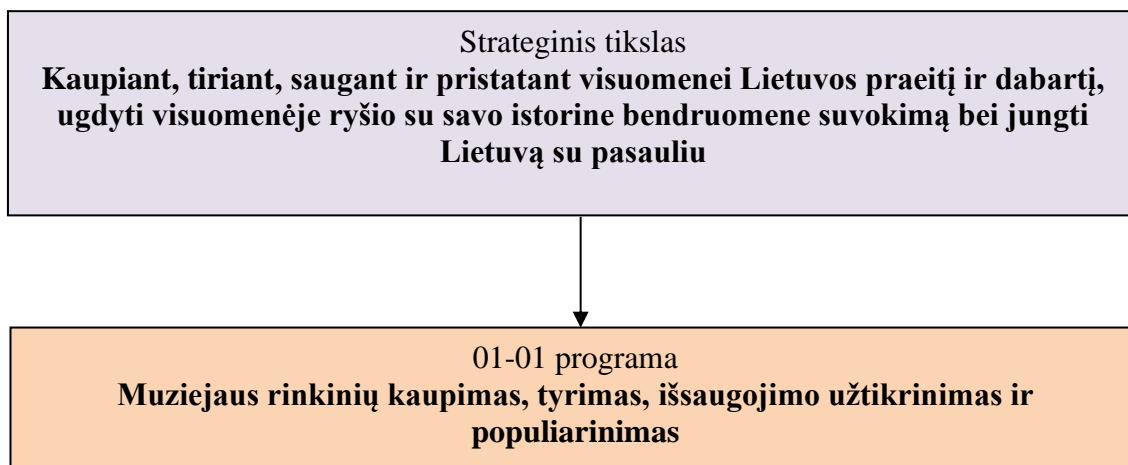 Strateginis tikslas
Kaupiant, tiriant, saugant ir pristatant visuomenei Lietuvos praeitį ir dabartį,
ugdyti visuomenėje ryšio su savo istorine bendruomene suvokimą bei jungti
Lietuvą su pasauliu
01-01 programa
Muziejaus rinkinių kaupimas, tyrimas, išsaugojimo užtikrinimas ir
populiarinimas